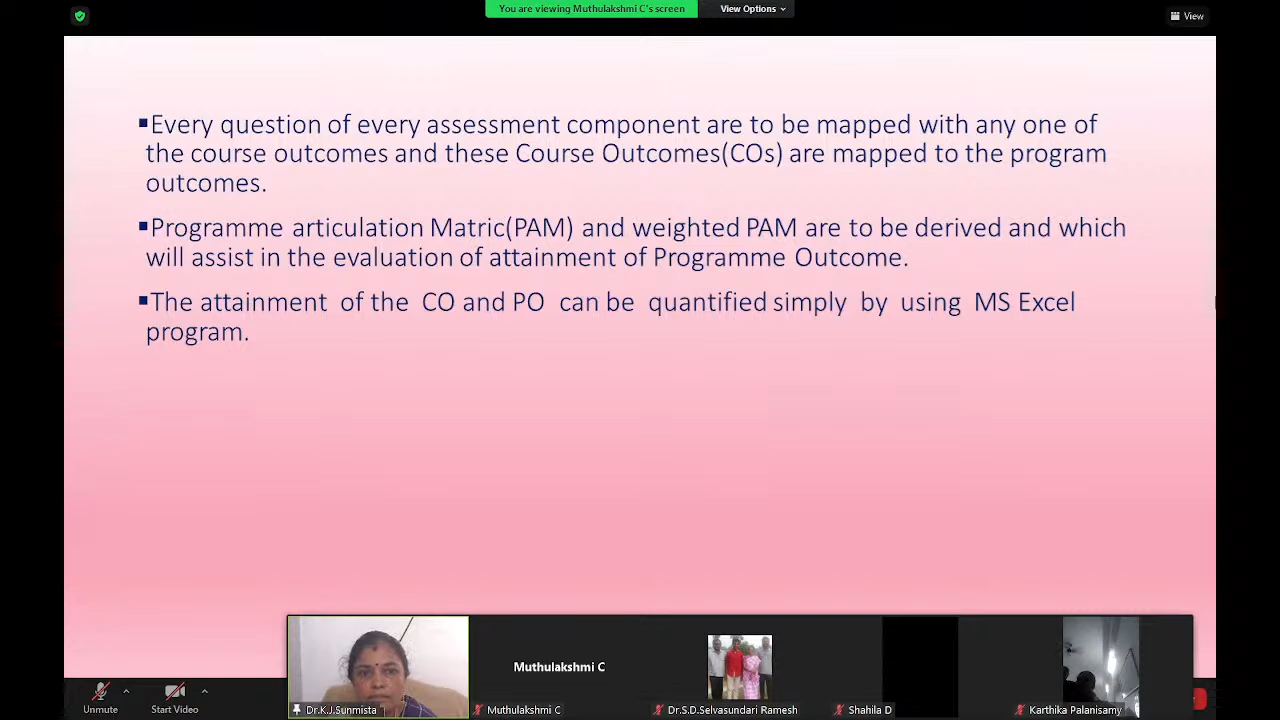 You are viewing Muthulakshmi C's screen
View Options
View
▪Every question of every assessment component are to be mapped with any one of
the course outcomes and these Course Outcomes(COs) are mapped to the program
outcomes.
▪Programme articulation Matric(PAM) and weighted PAM are to be derived and which
will assist in the evaluation of attainment of Programme Outcome.
▪The attainment of the CO and PO can be quantified simply by using MS Excel
program.
Muthulakshmi C
Unmute
Start Video
Dr.K.J.Sunmista
Muthulakshmi C
Dr.S.D.Selvasundari Ramesh
Shahila D
Karthika Palanisamy